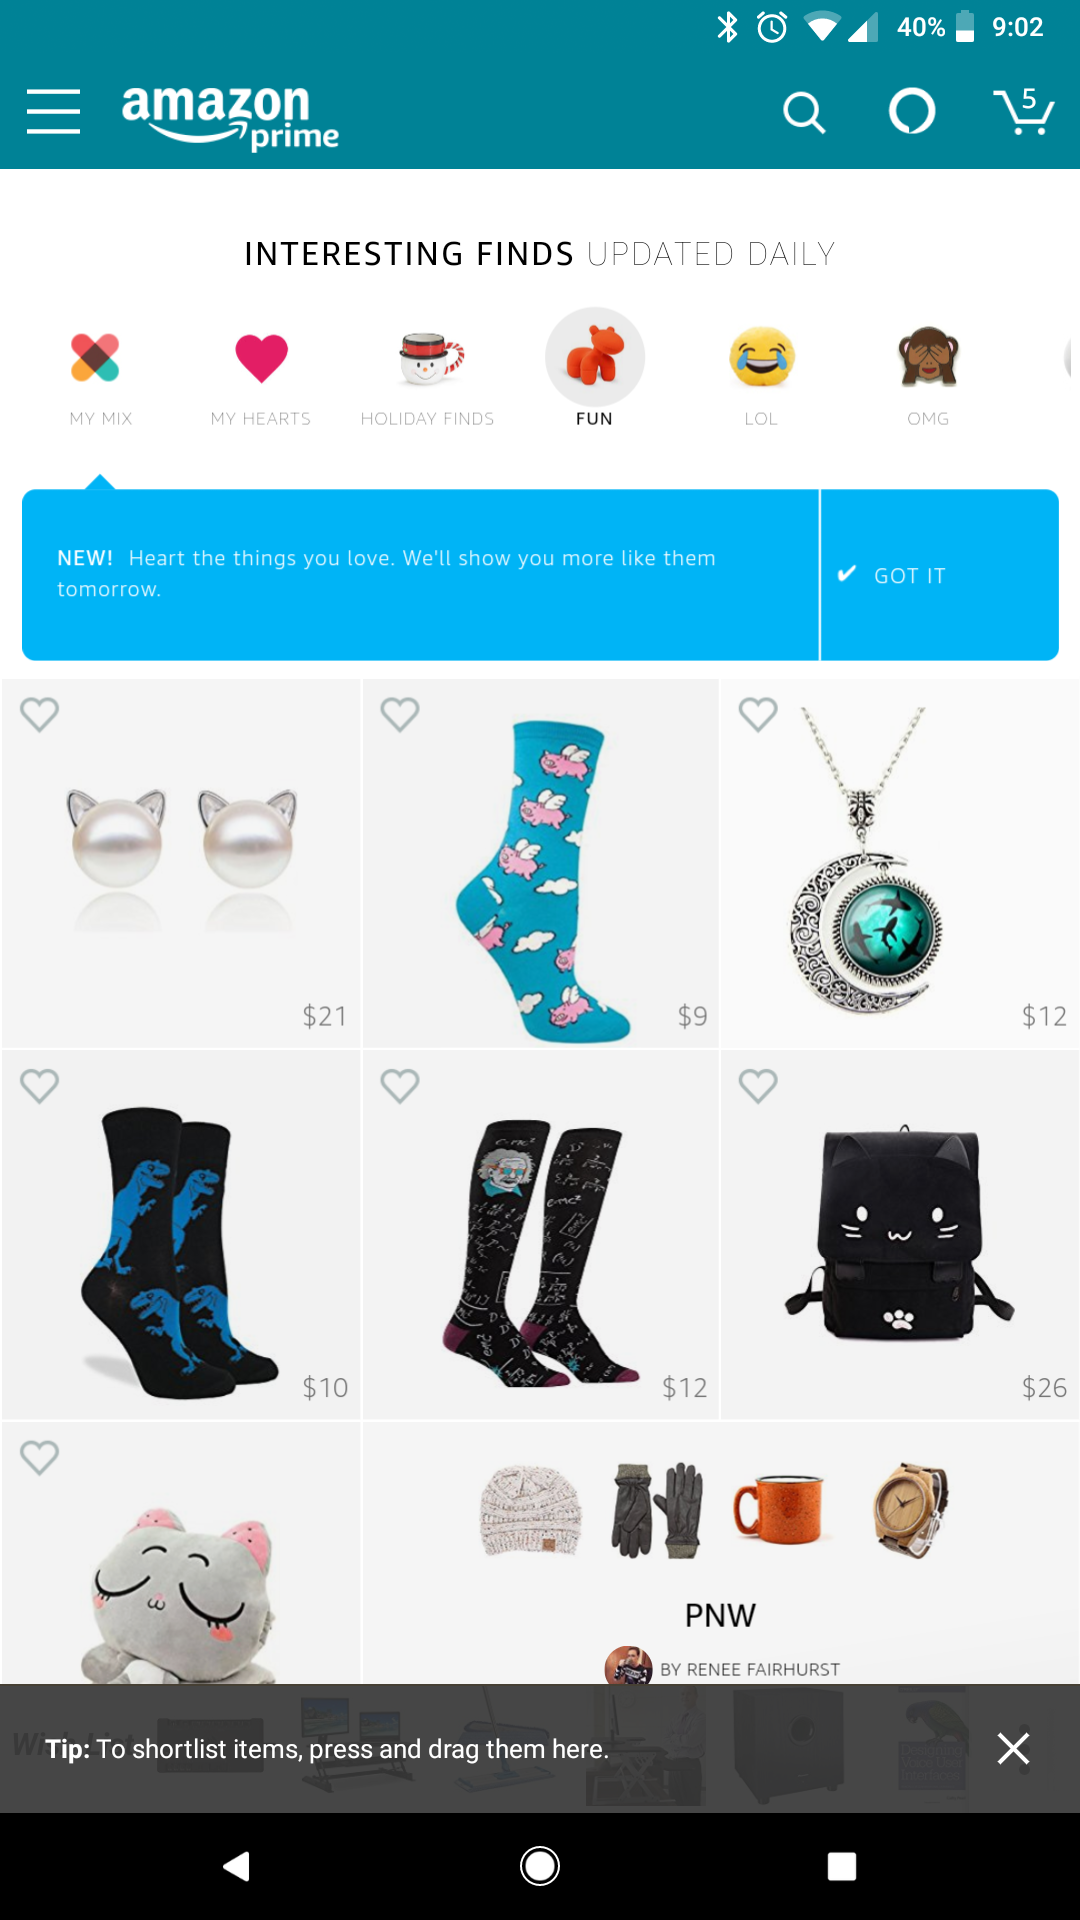 40% 9:02
amazon prime
5
INTERESTING FINDS UPDATED DAILY
MY MIX
MY HEARTS
HOLIDAY FINDS
FUN
LOL
OMG
NEW! Heart the things you love. We'll show you more like them
tomorrow.
✔ GOT IT
$21
$9
$12
$10
$12
$26
PNW
BY RENEE FAIRHURST
Tip: To shortlist items, press and drag them here.